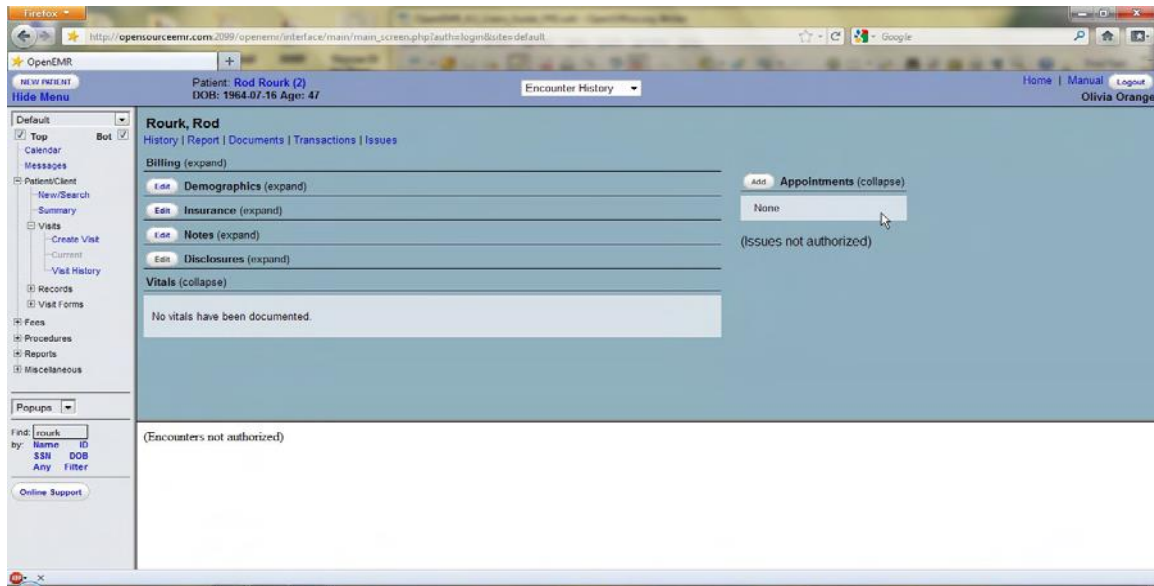 Firefox
http://opensourceemr.com:2099/openemr/interface/main/main_screen.php?auth=login&site=default
Google
OpenEMR
NEW PATIENT
Hide Menu
Patient: Rod Rourk (2)
DOB: 1964-07-16 Age: 47
Encounter History
Home | Manual Logout
Olivia Orange
Default
Top Bot
Calendar
Messages
Patient/Client
New/Search
Summary
Visits
Create Visit
Current
Visit History
Records
Visit Forms
Fees
Procedures
Reports
Miscellaneous
Popups
Find: rourk
by: Name ID
SSN DOB
Any Filter
Online Support
Rourk, Rod
History | Report | Documents | Transactions | Issues
Billing (expand)
Edit Demographics (expand)
Edit Insurance (expand)
Edit Notes (expand)
Edit Disclosures (expand)
Vitals (collapse)
No vitals have been documented.
Add Appointments (collapse)
None
(Issues not authorized)
(Encounters not authorized)